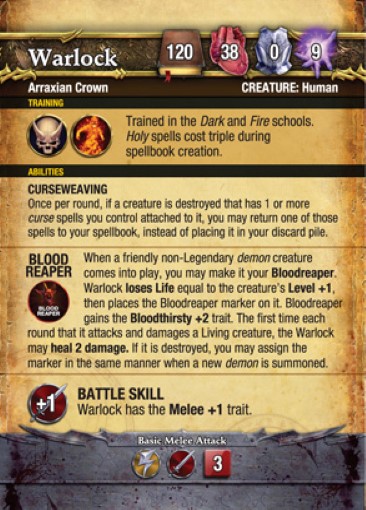 Warlock 120 38 0 9
Arraxian Crown CREATURE: Human
TRAINING
Trained in the Dark and Fire schools.
Holy spells cost triple during
spellbook creation.
ABILITIES
CURSEWEAVING
Once per round, if a creature is destroyed that has 1 or more
curse spells you control attached to it, you may return one of those
spells to your spellbook, instead of placing it in your discard pile.
BLOOD
REAPER
BLOOD
REAPER
When a friendly non-Legendary demon creature
comes into play, you may make it your Bloodreaper.
Warlock loses Life equal to the creature's Level +1,
then places the Bloodreaper marker on it. Bloodreaper
gains the Bloodthirsty +2 trait. The first time each
round that it attacks and damages a Living creature, the Warlock
may heal 2 damage. If it is destroyed, you may assign the
marker in the same manner when a new demon is summoned.
+1
BATTLE SKILL
Warlock has the Melee +1 trait.
Basic Melee Attack
3